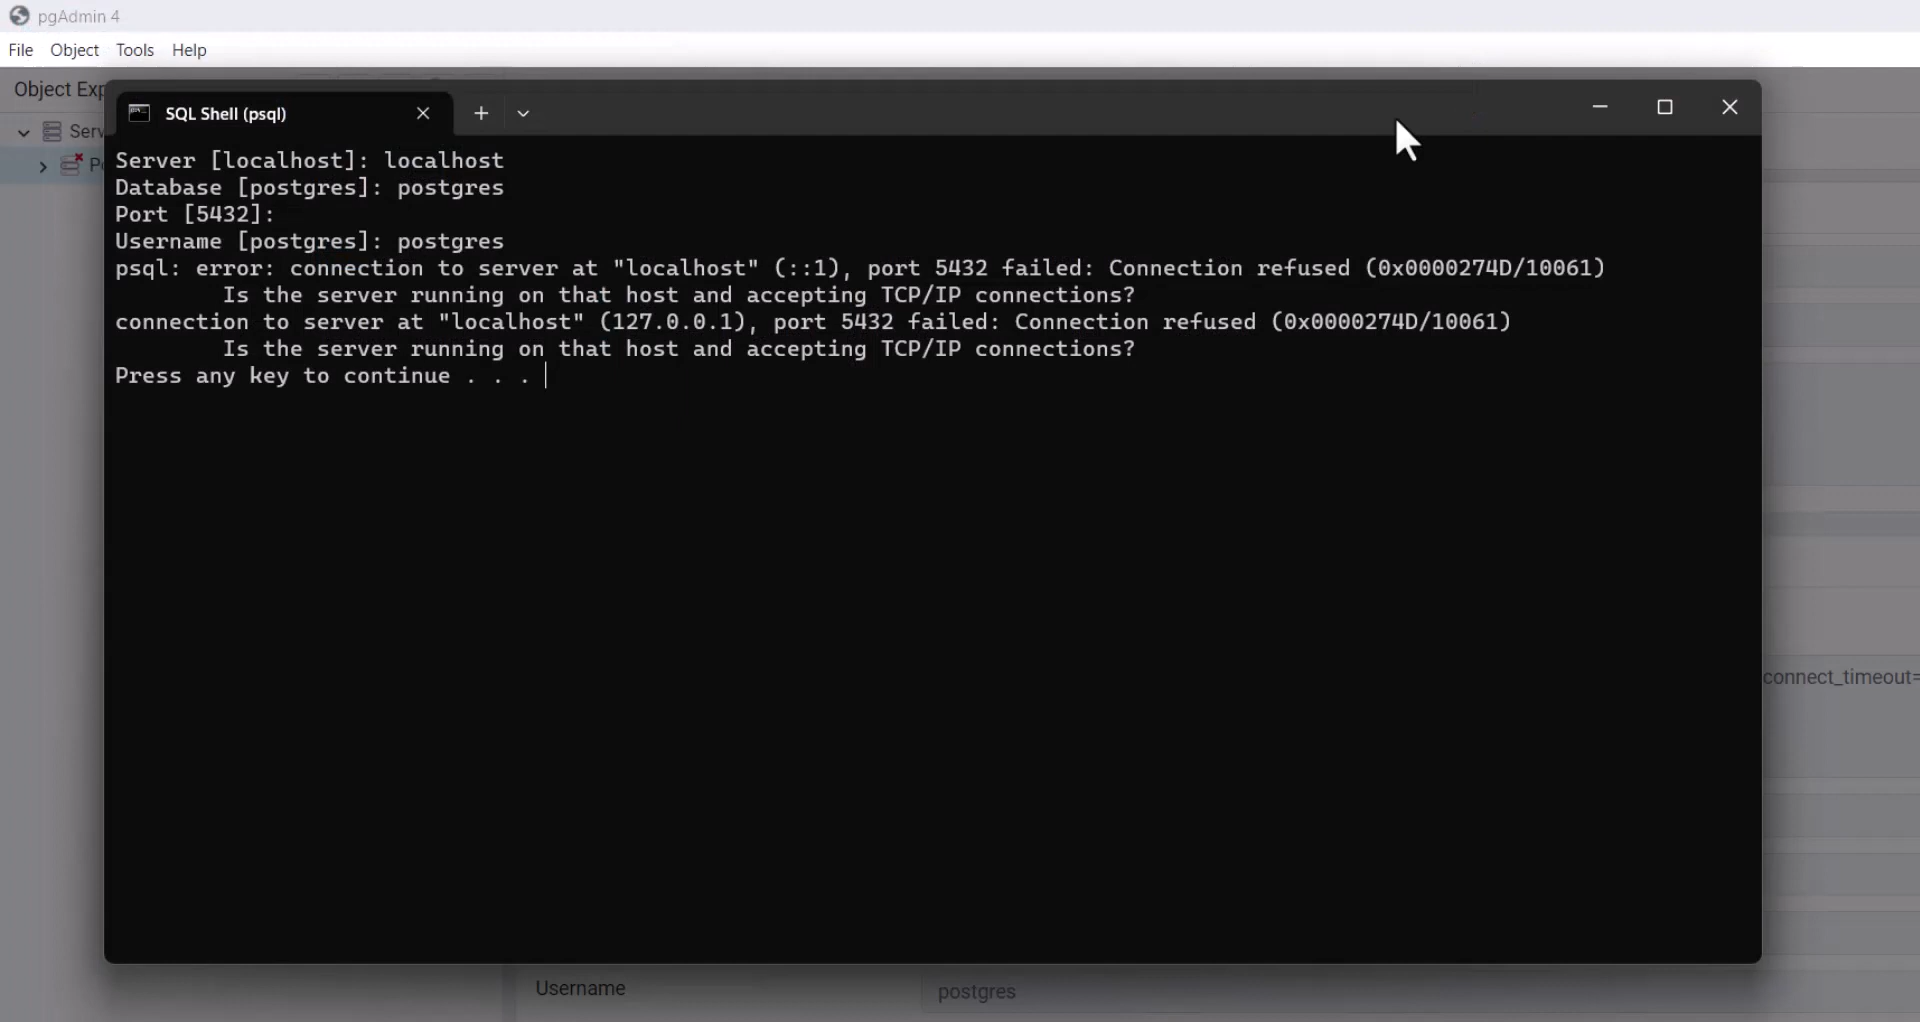 pgAdmin 4
File Object Tools Help
Object Exp
SQL Shell (psql)
Serv
Server [localhost]: localhost
Database [postgres]: postgres
Port [5432]:
Username [postgres]: postgres
psql: error: connection to server at "localhost" (::1), port 5432 failed: Connection refused (0x0000274D/10061)
Is the server running on that host and accepting TCP/IP connections?
connection to server at "localhost" (127.0.0.1), port 5432 failed: Connection refused (0x0000274D/10061)
Is the server running on that host and accepting TCP/IP connections?
Press any key to continue . . .
connect_timeout=
Username postgres